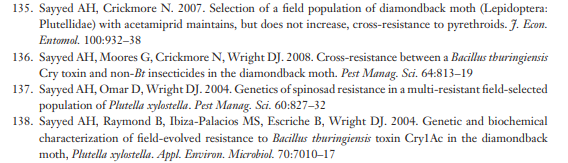 135. Sayyed AH, Crickmore N. 2007. Selection of a field population of diamondback moth (Lepidoptera:
Plutellidae) with acetamiprid maintains, but does not increase, cross-resistance to pyrethroids. J. Econ.
Entomol. 100:932–38
136. Sayyed AH, Moores G, Crickmore N, Wright DJ. 2008. Cross-resistance between a Bacillus thuringiensis
Cry toxin and non-Bt insecticides in the diamondback moth. Pest Manag. Sci. 64:813–19
137. Sayyed AH, Omar D, Wright DJ. 2004. Genetics of spinosad resistance in a multi-resistant field-selected
population of Plutella xylostella. Pest Manag. Sci. 60:827–32
138. Sayyed AH, Raymond B, Ibiza-Palacios MS, Escriche B, Wright DJ. 2004. Genetic and biochemical
characterization of field-evolved resistance to Bacillus thuringiensis toxin Cry1Ac in the diamondback
moth, Plutella xylostella. Appl. Environ. Microbiol. 70:7010–17